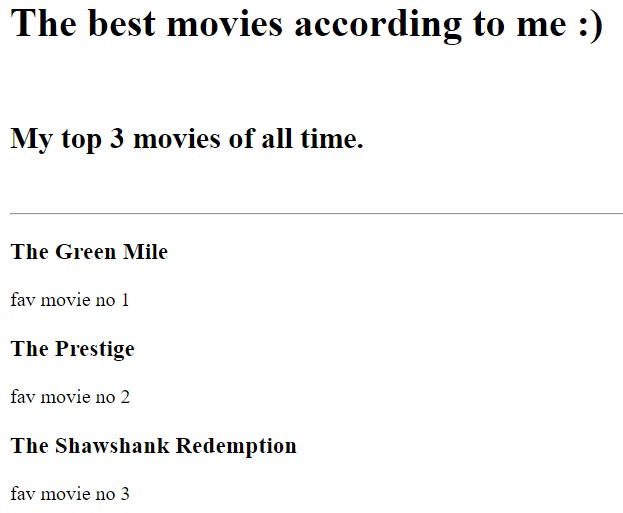 The best movies according to me :)
My top 3 movies of all time.
The Green Mile
fav movie no 1
The Prestige
fav movie no 2
The Shawshank Redemption
fav movie no 3